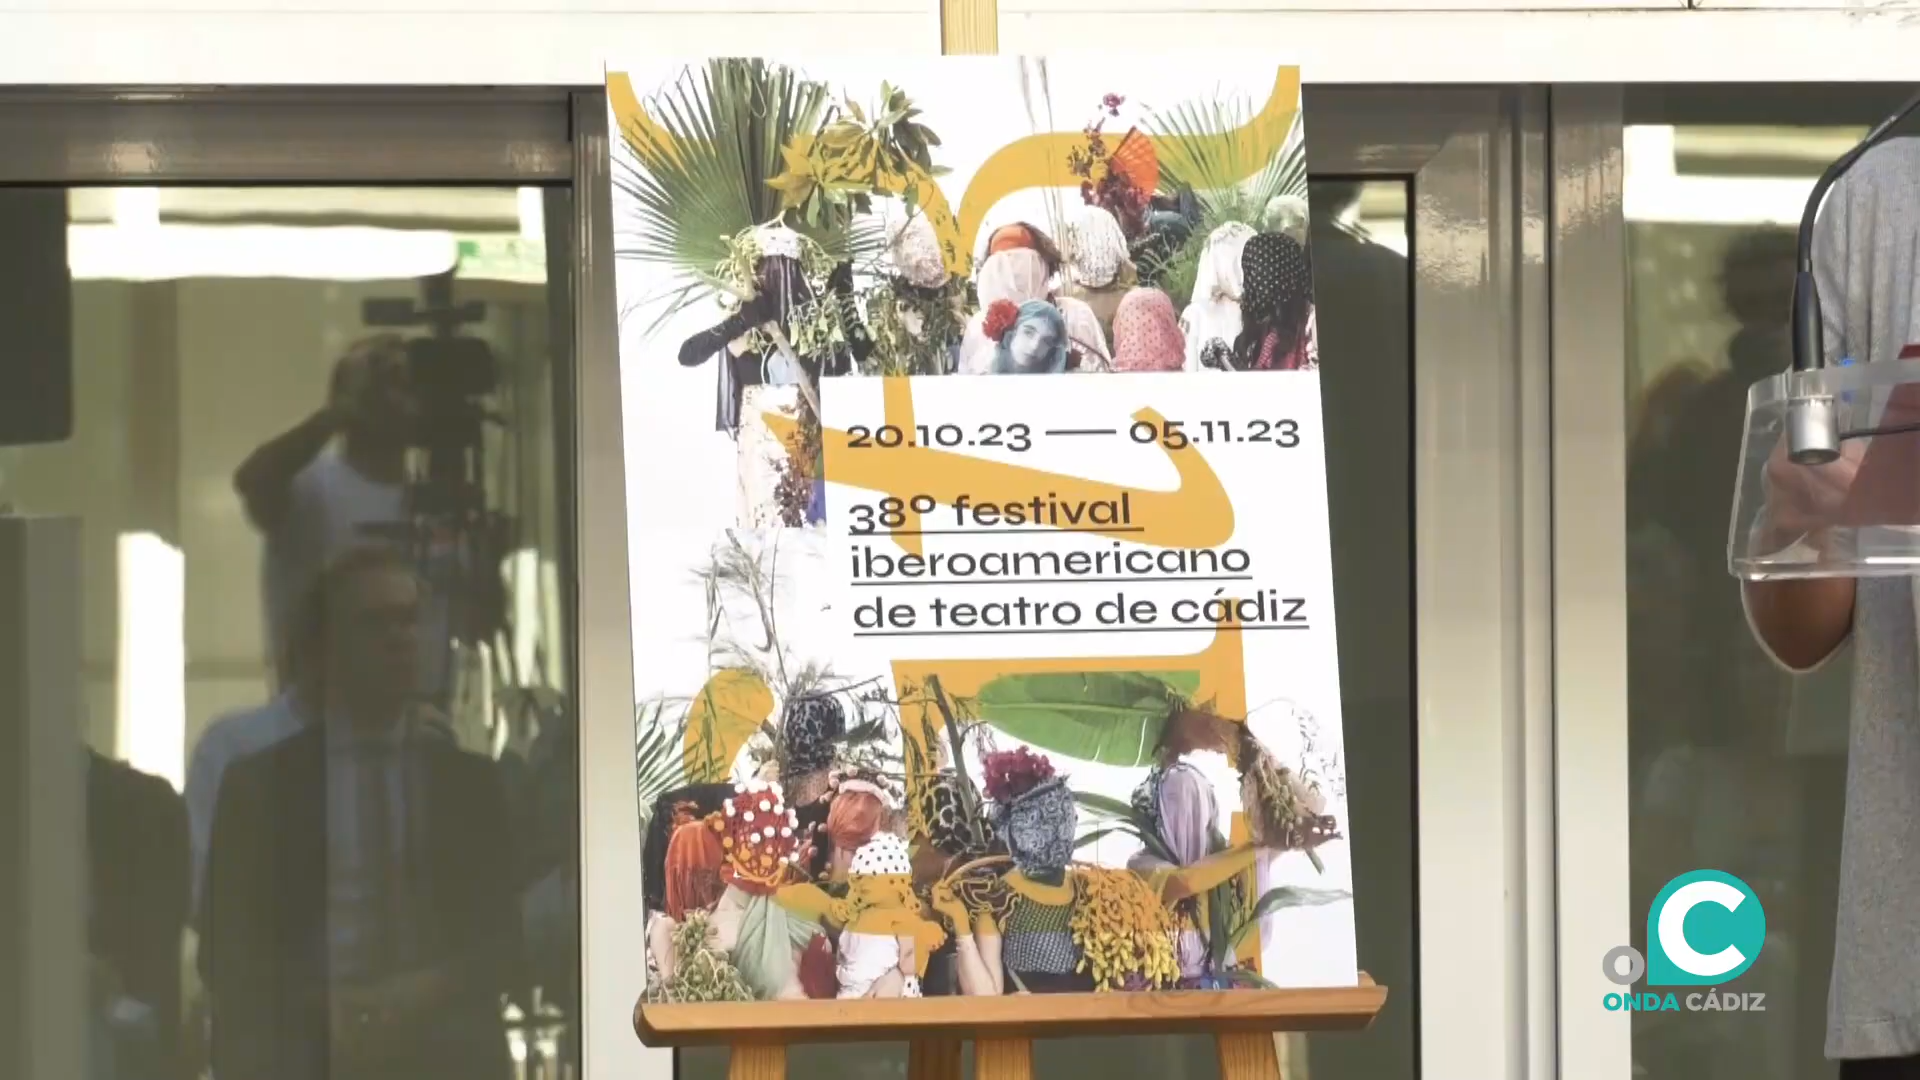 20.10.23 — 05.11.23
38º festival
iberoamericano
de teatro de cádiz
ONDA CÁDIZ